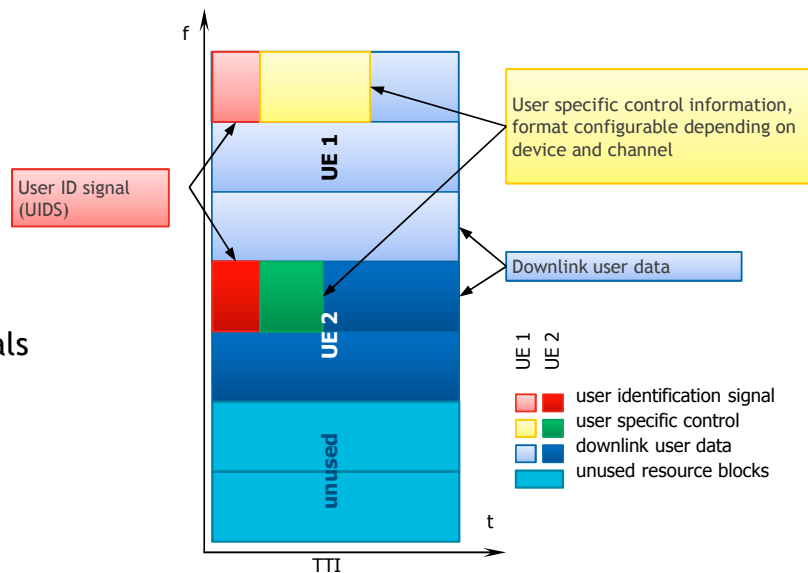 f
User specific control information,
format configurable depending on
device and channel
UE 1
User ID signal
(UIDS)
Downlink user data
als
UE 2
UE 1
UE 2
user identification signal
user specific control
downlink user data
unused resource blocks
unused
t
TTI